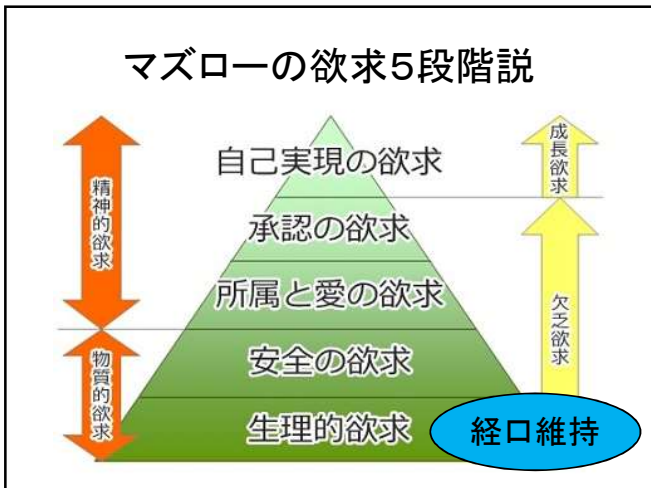 マズローの欲求5段階説
自己実現の欲求
承認の欲求
所属と愛の欲求
安全の欲求
生理的欲求
精神的欲求
物質的欲求
成長欲求
欠乏欲求
経口維持